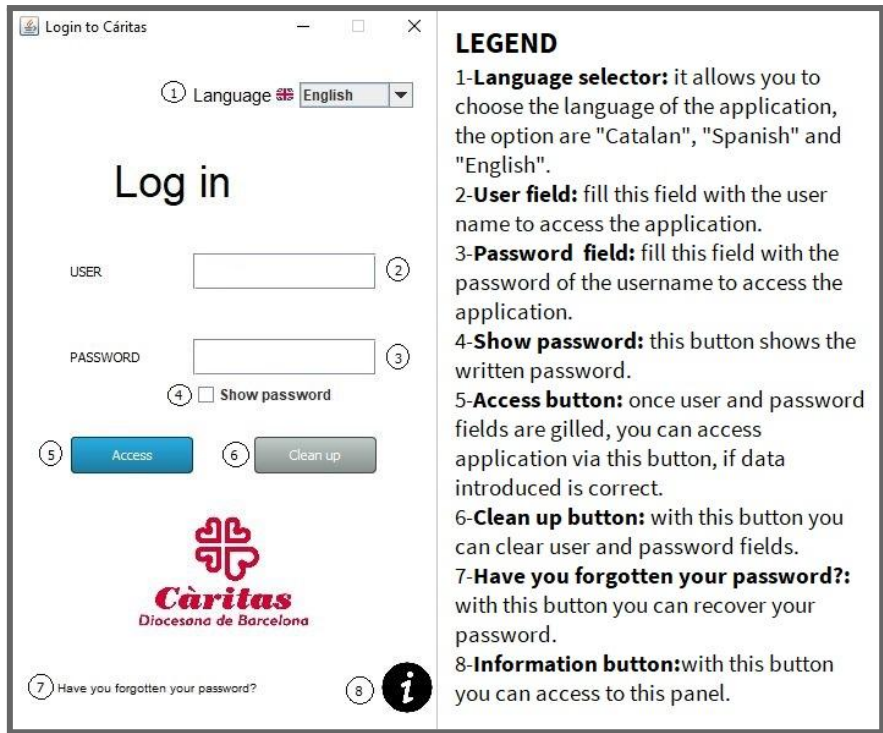 Login to Cáritas
1 Language English
Log in
USER
2
PASSWORD
3
4 Show password
5 Access 6 Clean up
Càritas
Diocesana de Barcelona
7 Have you forgotten your password? 8 i
LEGEND
1-Language selector: it allows you to
choose the language of the application,
the option are "Catalan", "Spanish" and
"English".
2-User field: fill this field with the user
name to access the application.
3-Password field: fill this field with the
password of the username to access the
application.
4-Show password: this button shows the
written password.
5-Access button: once user and password
fields are gilled, you can access
application via this button, if data
introduced is correct.
6-Clean up button: with this button you
can clear user and password fields.
7-Have you forgotten your password?:
with this button you can recover your
password.
8-Information button:with this button
you can access to this panel.